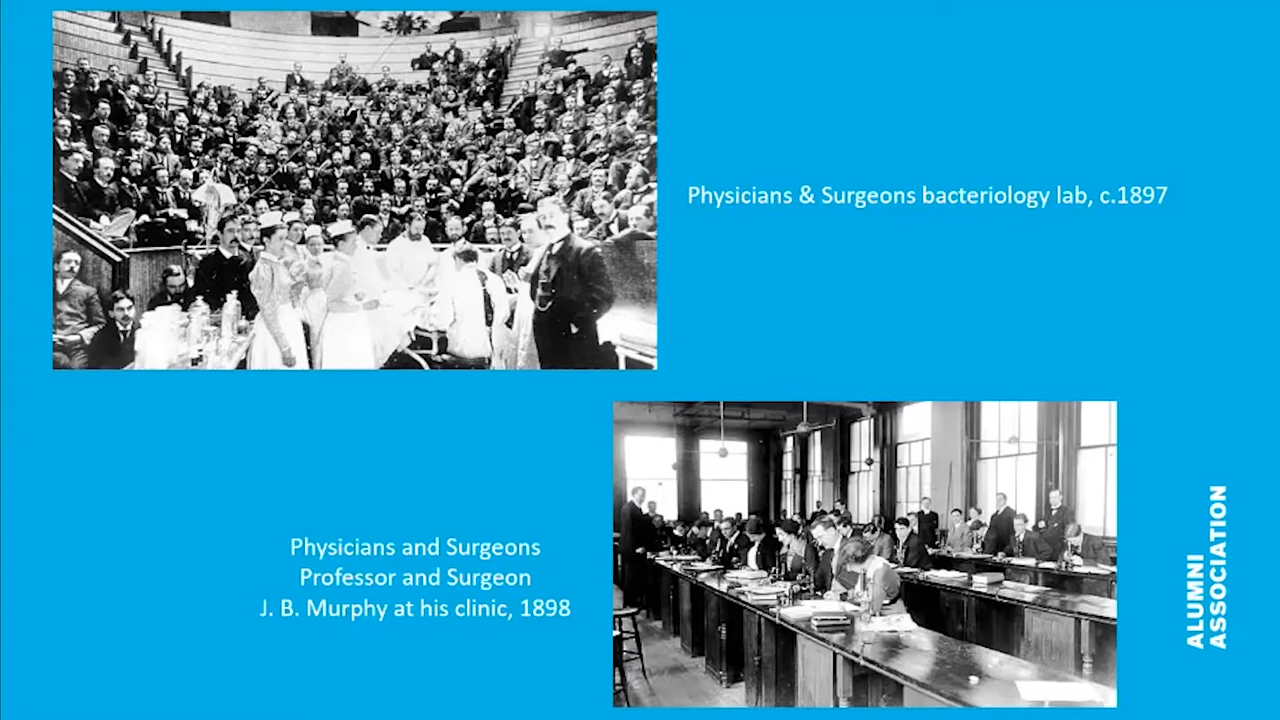 Physicians & Surgeons bacteriology lab, c.1897
Physicians and Surgeons
Professor and Surgeon
J. B. Murphy at his clinic, 1898
ALUMNI
ASSOCIATION